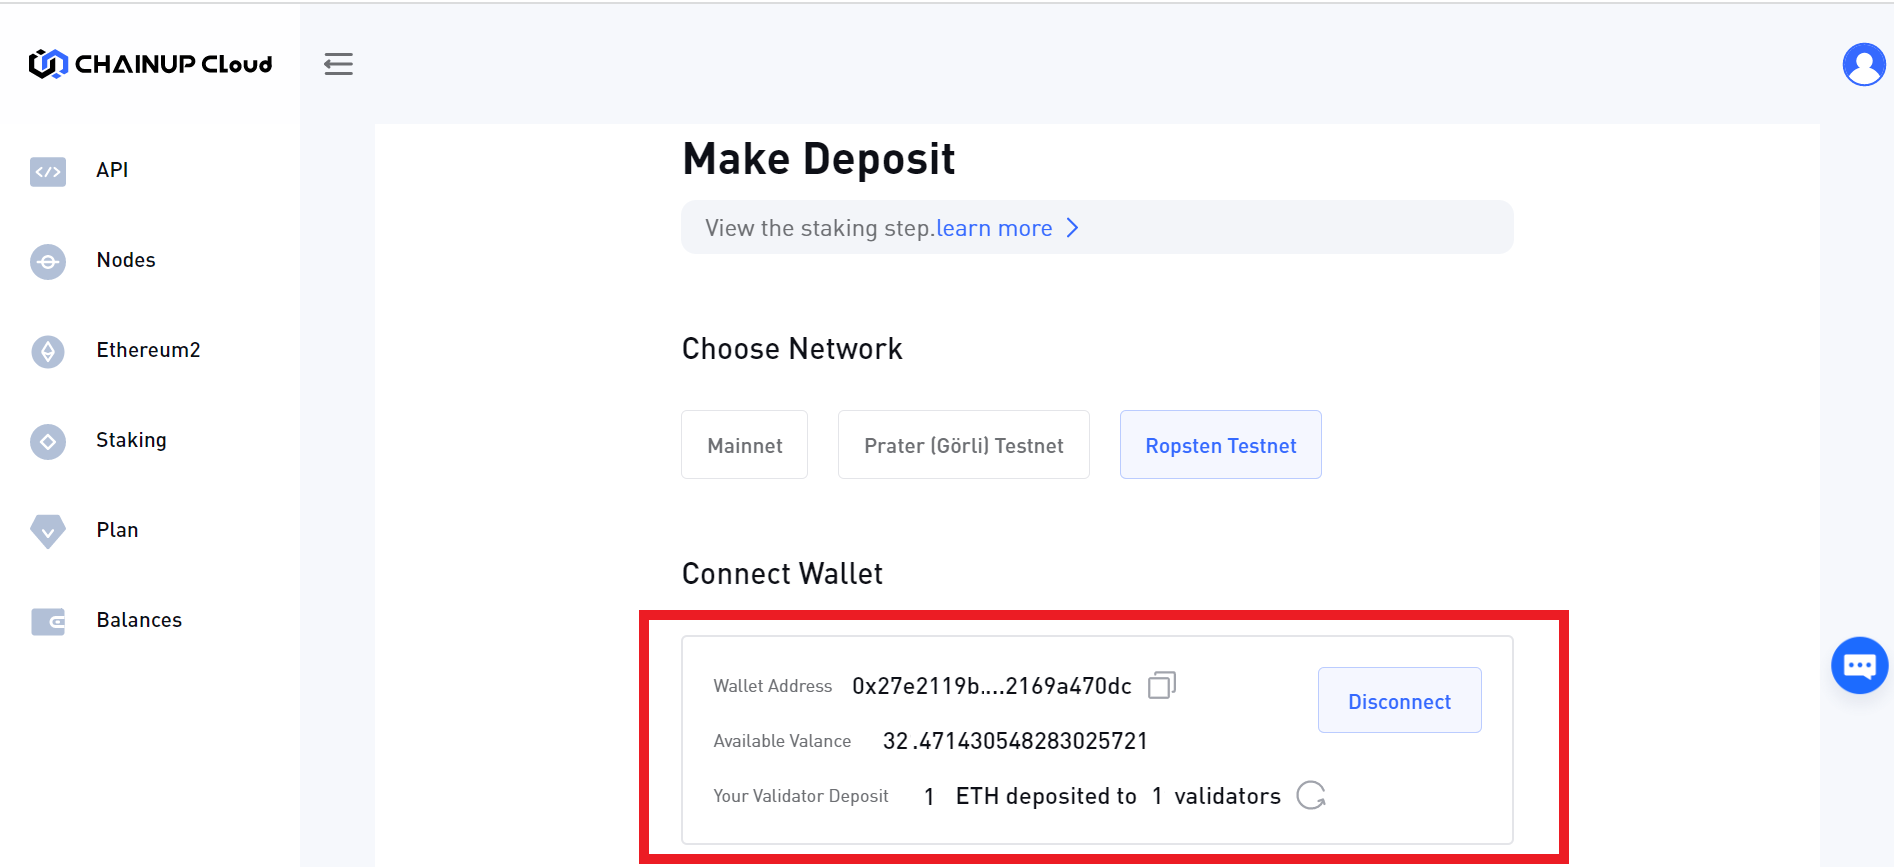 CHAINUP CLoud
API
Nodes
Ethereum2
Staking
Plan
Balances
Make Deposit
View the staking step.learn more
Choose Network
Mainnet
Prater (Görli) Testnet
Ropsten Testnet
Connect Wallet
Wallet Address 0x27e2119b....2169a470dc
Disconnect
Available Valance 32.471430548283025721
Your Validator Deposit 1 ETH deposited to 1 validators